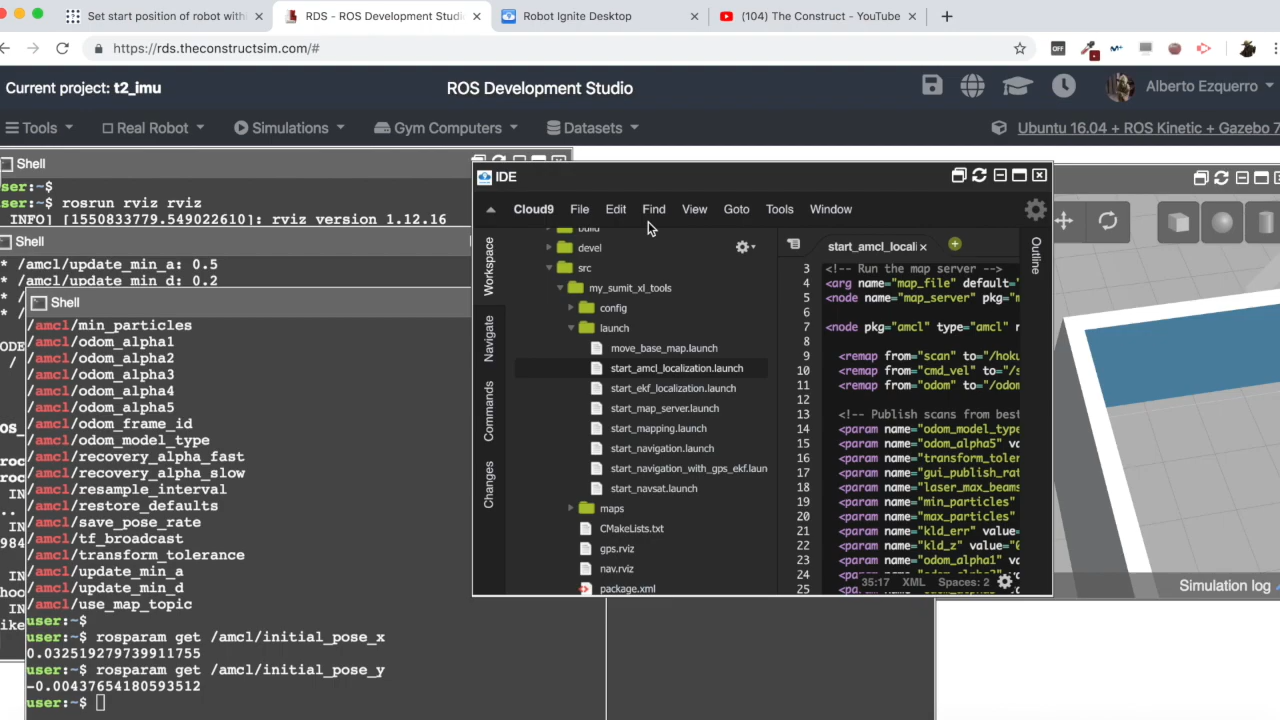 Set start position of robot with
RDS - ROS Development Studi
Robot Ignite Desktop
(104) The Construct - YouTube
https://rds.theconstructsim.com/#
OFF
Current project: t2_imu
ROS Development Studio
Alberto Ezquerro
Tools
Real Robot
Simulations
Gym Computers
Datasets
Ubuntu 16.04 + ROS Kinetic + Gazebo 7
Shell
ser:~$
ser:~$ rosrun rviz rviz
INFO] [1550833779.549022610]: rviz version 1.12.16
Shell
* /amcl/update_min_a: 0.5
* /amcl/update_min_d: 0.2
Shell
/amcl/min_particles
/amcl/odom_alpha1
/amcl/odom_alpha2
/amcl/odom_alpha3
/amcl/odom_alpha4
/amcl/odom_alpha5
/amcl/odom_frame_id
/amcl/odom_model_type
/amcl/recovery_alpha_fast
/amcl/recovery_alpha_slow
/amcl/resample_interval
/amcl/restore_defaults
/amcl/save_pose_rate
/amcl/tf_broadcast
/amcl/transform_tolerance
/amcl/update_min_a
/amcl/update_min_d
/amcl/use_map_topic
user:~$
user:~$ rosparam get /amcl/initial_pose_x
0.032519279739911755
user:~$ rosparam get /amcl/initial_pose_y
-0.00437654180593512
user:~$
IDE
Cloud9 File Edit Find View Goto Tools Window
Workspace
Navigate
Commands
Changes
build
devel
src
my_sumit_xl_tools
config
launch
move_base_map.launch
start_amcl_localization.launch
start_ekf_localization.launch
start_map_server.launch
start_mapping.launch
start_navigation.launch
start_navigation_with_gps_ekf.laun
start_navsat.launch
maps
CMakeLists.txt
gps.rviz
nav.rviz
package.xml
start_amcl_locali
Outline
3 <!-- Run the map server -->
4 <arg name="map_file" default="
5 <node name="map_server" pkg="m
6
7 <node pkg="amcl" type="amcl" n
8
9 <remap from="scan" to="/hoku
10 <remap from="cmd_vel" to="/s
11 <remap from="odom" to="/odom
12
13 <!-- Publish scans from best
14 <param name="odom_model_type
15 <param name="odom_alpha5" va
16 <param name="transform_toler
17 <param name="gui_publish_rat
18 <param name="laser_max_beams
19 <param name="min_particles"
20 <param name="max_particles"
21 <param name="kld_err" value=
22 <param name="kld_z" value="0
23 <param name="odom_alpha1" va
24
25
35:17 XML Spaces: 2
Simulation log